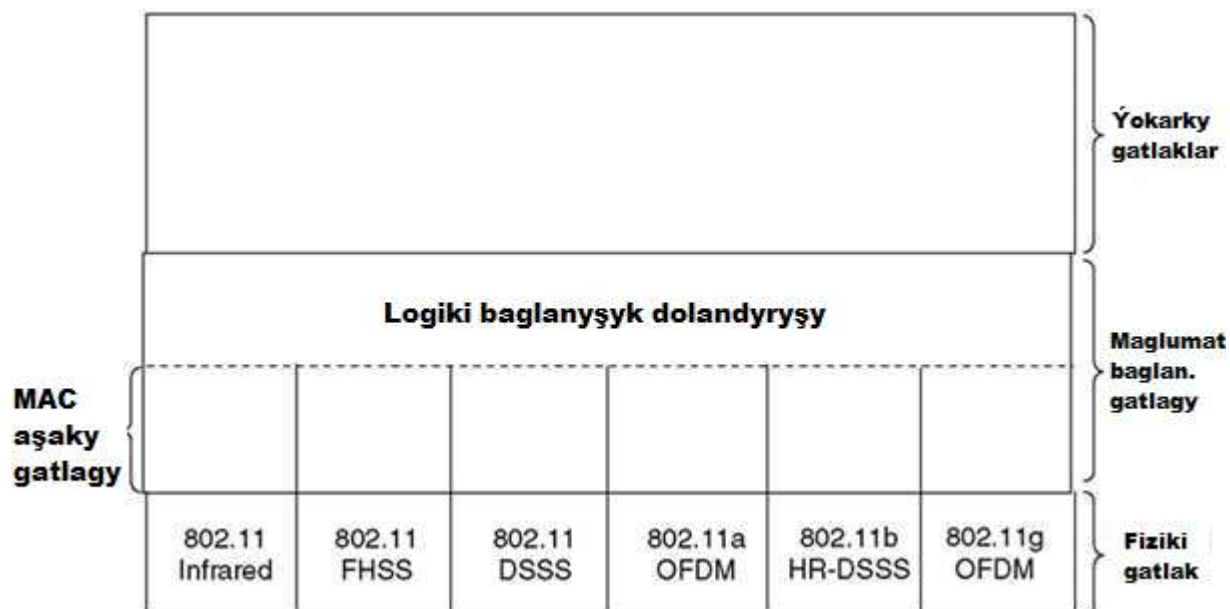 Ýokarky
gatlaklar
Logiki baglanyşyk dolandyryşy
Maglumat
baglan.
gatlagy
MAC
aşaky
gatlagy
802.11
Infrared
802.11
FHSS
802.11
DSSS
802.11a
OFDM
802.11b
HR-DSSS
802.11g
OFDM
Fiziki
gatlak